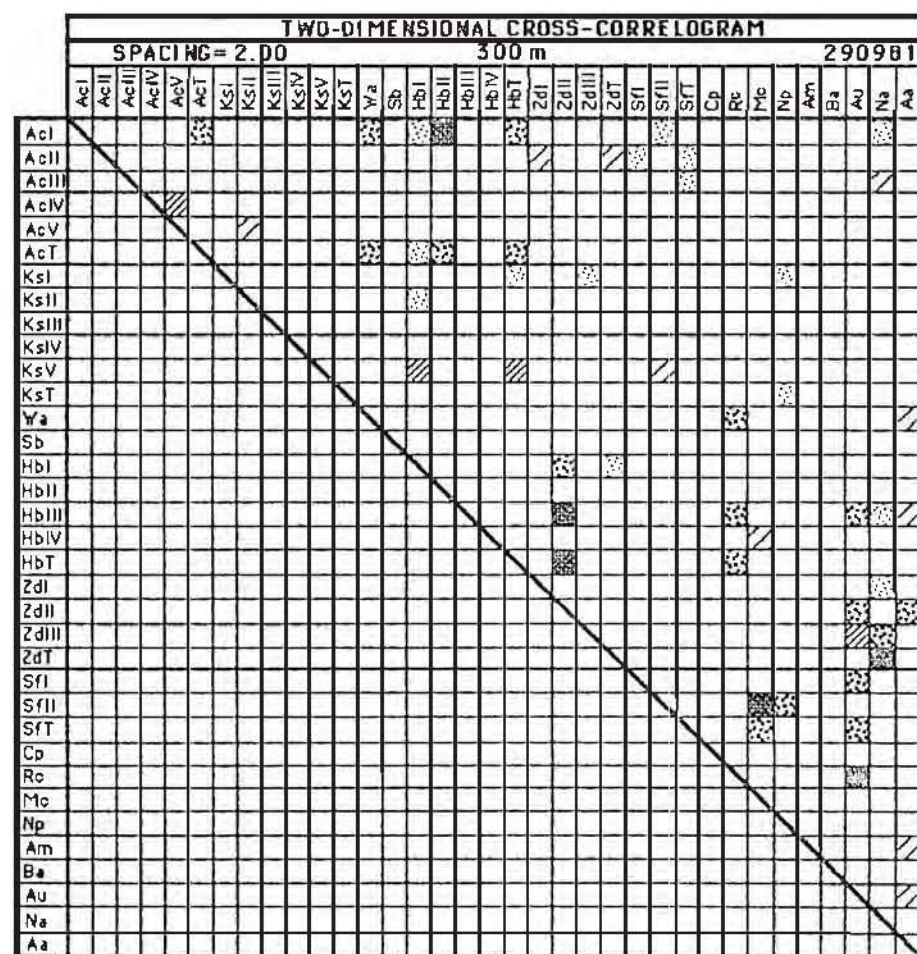 TWO-DIMENSIONAL CROSS-CORRELOGRAM
SPACING= 2.00 300 m 290981
AcI AcII AcIII AcIV AcV AcT KsI KsII KsIII KsIV KsV KsT Wa Sb HbI HbII HbIII HbIV HbT ZdI ZdII ZdIII ZdT SfI SfII SfT Cp Rc Mc Np Am Ba Au Na Aa
AcI
AcII
AcIII
AcIV
AcV
AcT
KsI
KsII
KsIII
KsIV
KsV
KsT
Wa
Sb
HbI
HbII
HbIII
HbIV
HbT
ZdI
ZdII
ZdIII
ZdT
SfI
SfII
SfT
Cp
Rc
Mc
Np
Am
Ba
Au
Na
Aa